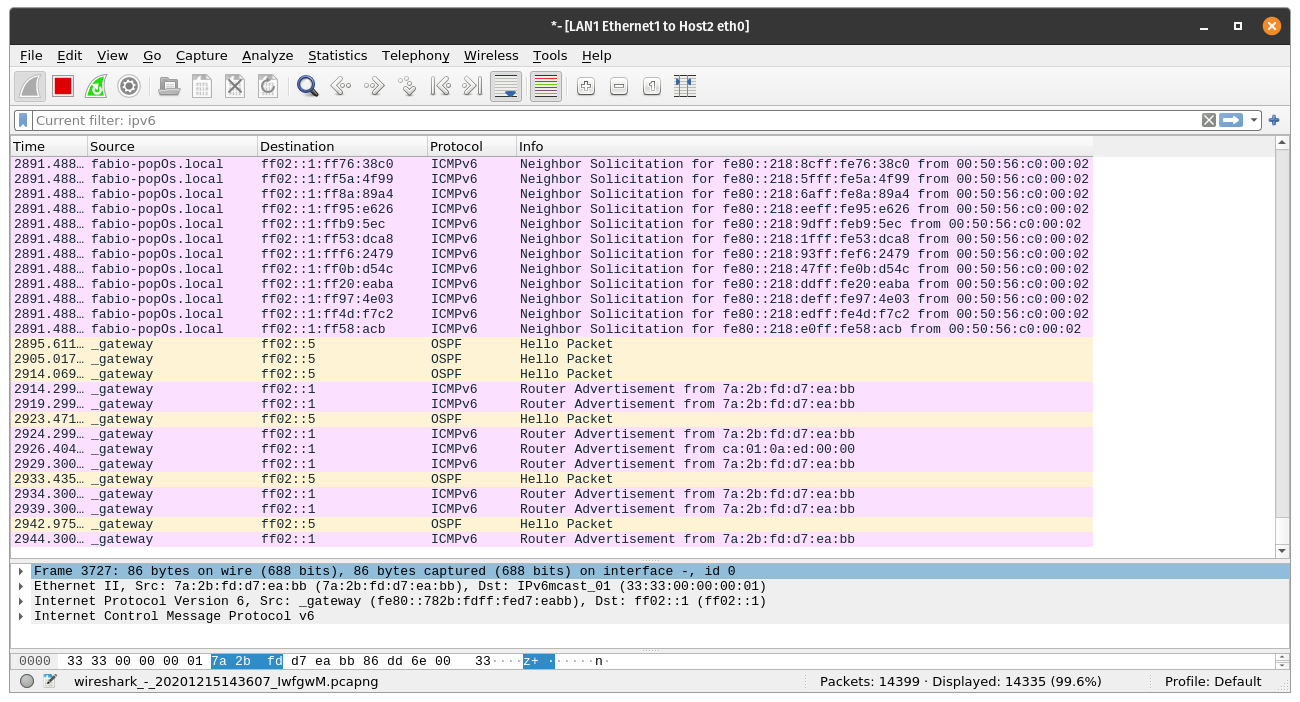 *- [LAN1 Ethernet1 to Host2 eth0]
File Edit View Go Capture Analyze Statistics Telephony Wireless Tools Help
Current filter: ipv6
Time Source Destination Protocol Info
2891.488… fabio-popOs.local ff02::1:ff76:38c0 ICMPv6 Neighbor Solicitation for fe80::218:8cff:fe76:38c0 from 00:50:56:c0:00:02
2891.488… fabio-popOs.local ff02::1:ff5a:4f99 ICMPv6 Neighbor Solicitation for fe80::218:5fff:fe5a:4f99 from 00:50:56:c0:00:02
2891.488… fabio-popOs.local ff02::1:ff8a:89a4 ICMPv6 Neighbor Solicitation for fe80::218:6aff:fe8a:89a4 from 00:50:56:c0:00:02
2891.488… fabio-popOs.local ff02::1:ff95:e626 ICMPv6 Neighbor Solicitation for fe80::218:eeff:fe95:e626 from 00:50:56:c0:00:02
2891.488… fabio-popOs.local ff02::1:ffb9:5ec ICMPv6 Neighbor Solicitation for fe80::218:9dff:feb9:5ec from 00:50:56:c0:00:02
2891.488… fabio-popOs.local ff02::1:ff53:dca8 ICMPv6 Neighbor Solicitation for fe80::218:1fff:fe53:dca8 from 00:50:56:c0:00:02
2891.488… fabio-popOs.local ff02::1:fff6:2479 ICMPv6 Neighbor Solicitation for fe80::218:93ff:fef6:2479 from 00:50:56:c0:00:02
2891.488… fabio-popOs.local ff02::1:ff0b:d54c ICMPv6 Neighbor Solicitation for fe80::218:47ff:fe0b:d54c from 00:50:56:c0:00:02
2891.488… fabio-popOs.local ff02::1:ff20:eaba ICMPv6 Neighbor Solicitation for fe80::218:ddff:fe20:eaba from 00:50:56:c0:00:02
2891.488… fabio-popOs.local ff02::1:ff97:4e03 ICMPv6 Neighbor Solicitation for fe80::218:deff:fe97:4e03 from 00:50:56:c0:00:02
2891.488… fabio-popOs.local ff02::1:ff4d:f7c2 ICMPv6 Neighbor Solicitation for fe80::218:edff:fe4d:f7c2 from 00:50:56:c0:00:02
2891.488… fabio-popOs.local ff02::1:ff58:acb ICMPv6 Neighbor Solicitation for fe80::218:e0ff:fe58:acb from 00:50:56:c0:00:02
2895.611… _gateway ff02::5 OSPF Hello Packet
2905.017… _gateway ff02::5 OSPF Hello Packet
2914.069… _gateway ff02::5 OSPF Hello Packet
2914.299… _gateway ff02::1 ICMPv6 Router Advertisement from 7a:2b:fd:d7:ea:bb
2919.299… _gateway ff02::1 ICMPv6 Router Advertisement from 7a:2b:fd:d7:ea:bb
2923.471… _gateway ff02::5 OSPF Hello Packet
2924.299… _gateway ff02::1 ICMPv6 Router Advertisement from 7a:2b:fd:d7:ea:bb
2926.404… _gateway ff02::1 ICMPv6 Router Advertisement from ca:01:0a:ed:00:00
2929.300… _gateway ff02::1 ICMPv6 Router Advertisement from 7a:2b:fd:d7:ea:bb
2933.435… _gateway ff02::5 OSPF Hello Packet
2934.300… _gateway ff02::1 ICMPv6 Router Advertisement from 7a:2b:fd:d7:ea:bb
2939.300… _gateway ff02::1 ICMPv6 Router Advertisement from 7a:2b:fd:d7:ea:bb
2942.975… _gateway ff02::5 OSPF Hello Packet
2944.300… _gateway ff02::1 ICMPv6 Router Advertisement from 7a:2b:fd:d7:ea:bb
Frame 3727: 86 bytes on wire (688 bits), 86 bytes captured (688 bits) on interface -, id 0
Ethernet II, Src: 7a:2b:fd:d7:ea:bb (7a:2b:fd:d7:ea:bb), Dst: IPv6mcast_01 (33:33:00:00:00:01)
Internet Protocol Version 6, Src: _gateway (fe80::782b:fdff:fed7:eabb), Dst: ff02::1 (ff02::1)
Internet Control Message Protocol v6
0000 33 33 00 00 00 01 7a 2b fd d7 ea bb 86 dd 6e 00 33····z+ ······n·
wireshark_-_20201215143607_IwfgwM.pcapng Packets: 14399 · Displayed: 14335 (99.6%) Profile: Default